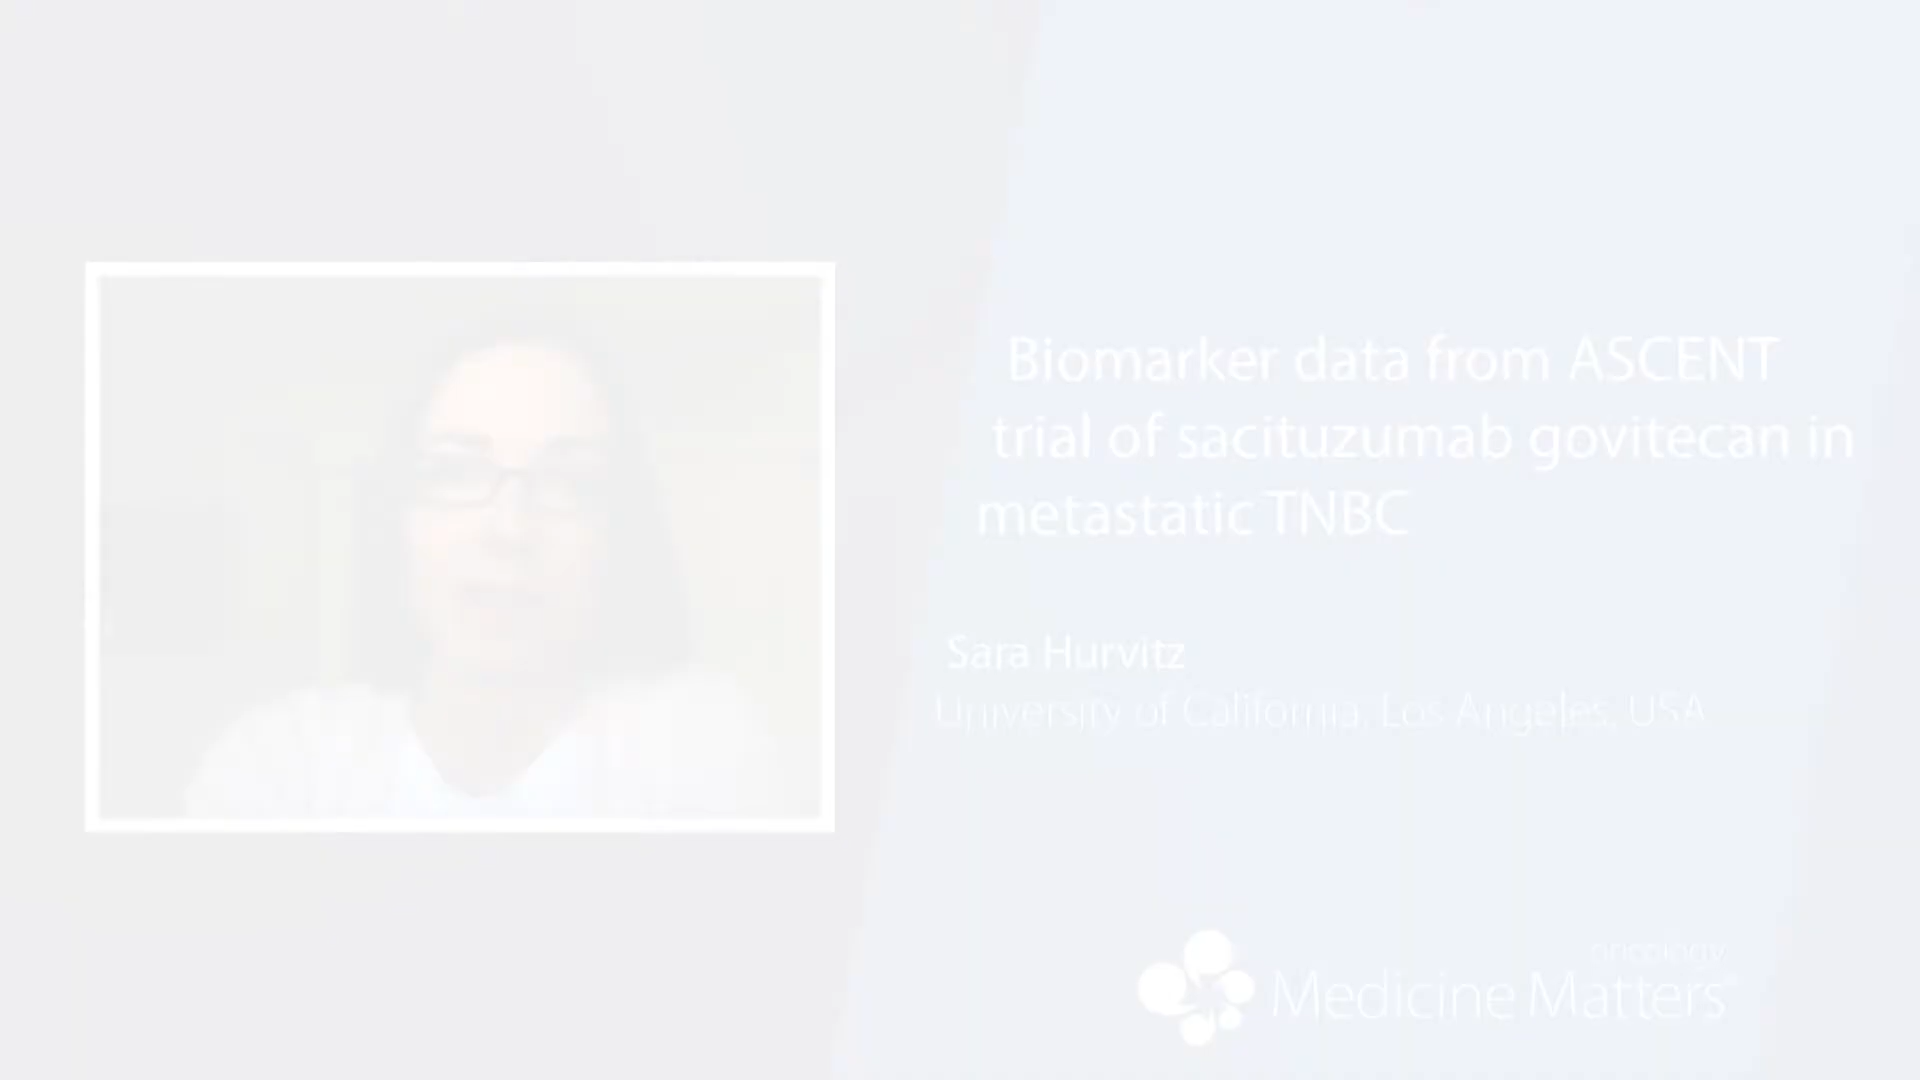 Biomarker data from ASCENT
trial of sacituzumab govitecan in
metastatic TNBC
Sara Hurvitz
University of California, Los Angeles, USA
oncology
Medicine Matters